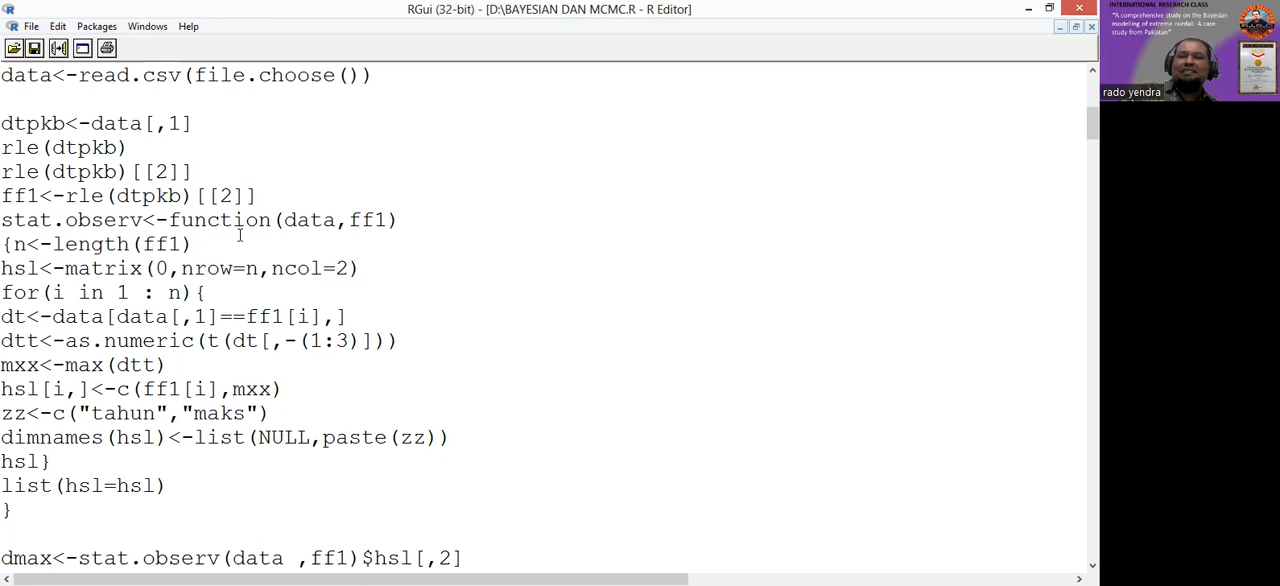 RGui (32-bit) - [D:\BAYESIAN DAN MCMC.R - R Editor]
File Edit Packages Windows Help
data<-read.csv(file.choose())
dtpkb<-data[,1]
rle(dtpkb)
rle(dtpkb)[[2]]
ff1<-rle(dtpkb)[[2]]
stat.observ<-function(data,ff1)
{n<-length(ff1)
hsl<-matrix(0,nrow=n,ncol=2)
for(i in 1 : n){
dt<-data[data[,1]==ff1[i],]
dtt<-as.numeric(t(dt[,-(1:3)]))
mxx<-max(dtt)
hsl[i,]<-c(ff1[i],mxx)
zz<-c("tahun","maks")
dimnames(hsl)<-list(NULL,paste(zz))
hsl}
list(hsl=hsl)
}
dmax<-stat.observ(data ,ff1)$hsl[,2]
INTERNATIONAL RESEARCH CLASS
"A comprehensive study on the Bayesian
modelling of extreme rainfall: A case
study from Pakistan"
rado yendra